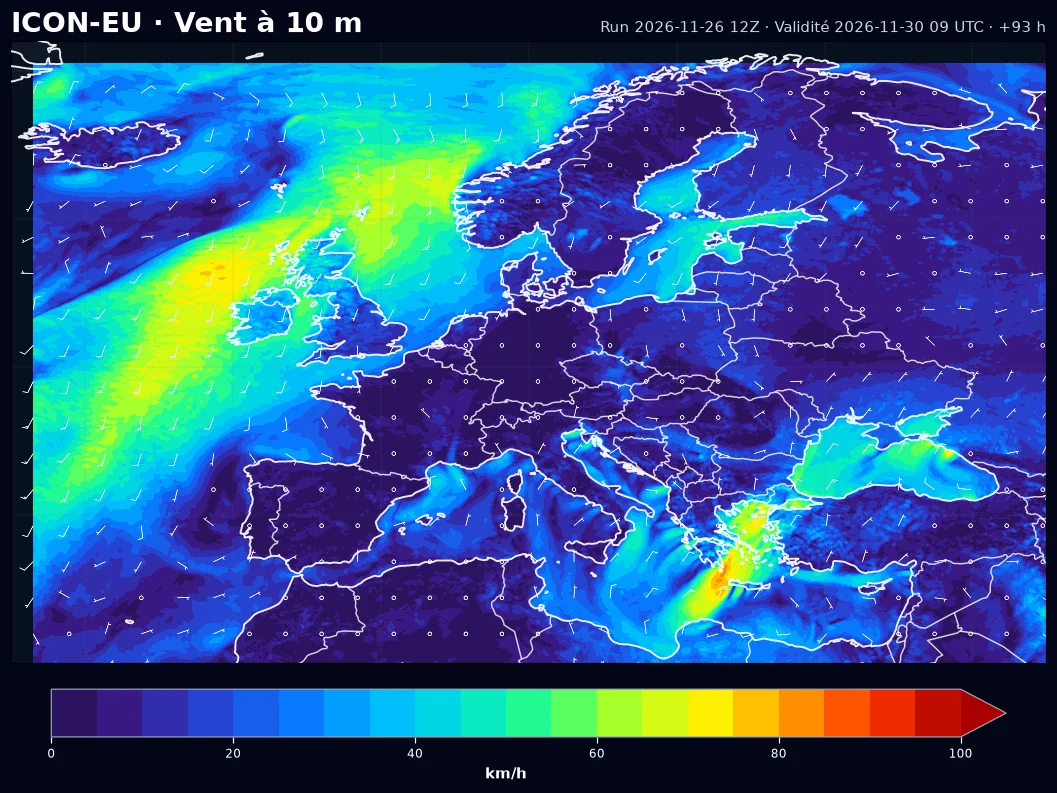 ICON-EU · Vent à 10 m
Run 2026-11-26 12Z · Validité 2026-11-30 09 UTC · +93 h
0 20 40 60 80 100
km/h